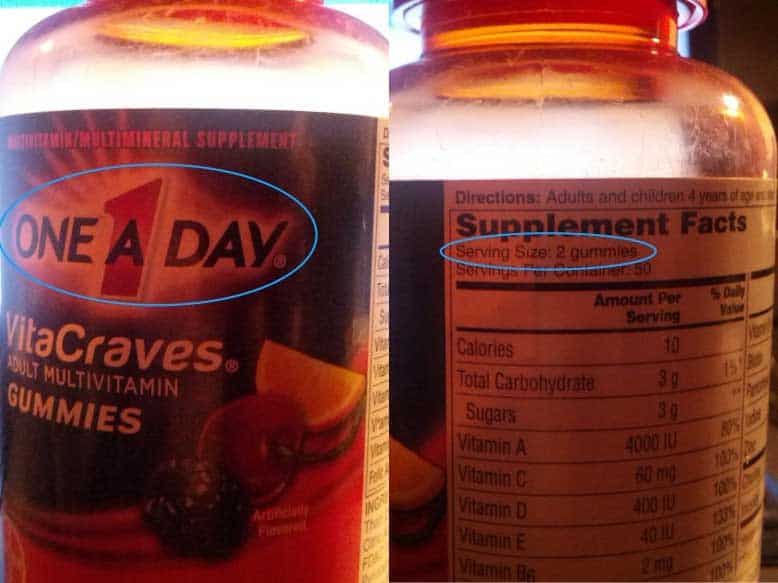 MULTIVITAMIN/MULTIMINERAL SUPPLEMENT
ONE A DAY®
1
VitaCraves®
ADULT MULTIVITAMIN
GUMMIES
Artificially
Flavored
Directions: Adults and children 4 years of age and
Supplement Facts
Serving Size: 2 gummies
Servings Per Container: 50
Amount Per Serving % Daily Value
Calories 10
Total Carbohydrate 3 g 1%*
Sugars 3 g **
Vitamin A 4000 IU 80%
Vitamin C 60 mg 100%
Vitamin D 400 IU 100%
Vitamin E 40 IU 133%
Vitamin B6 2 mg 100%